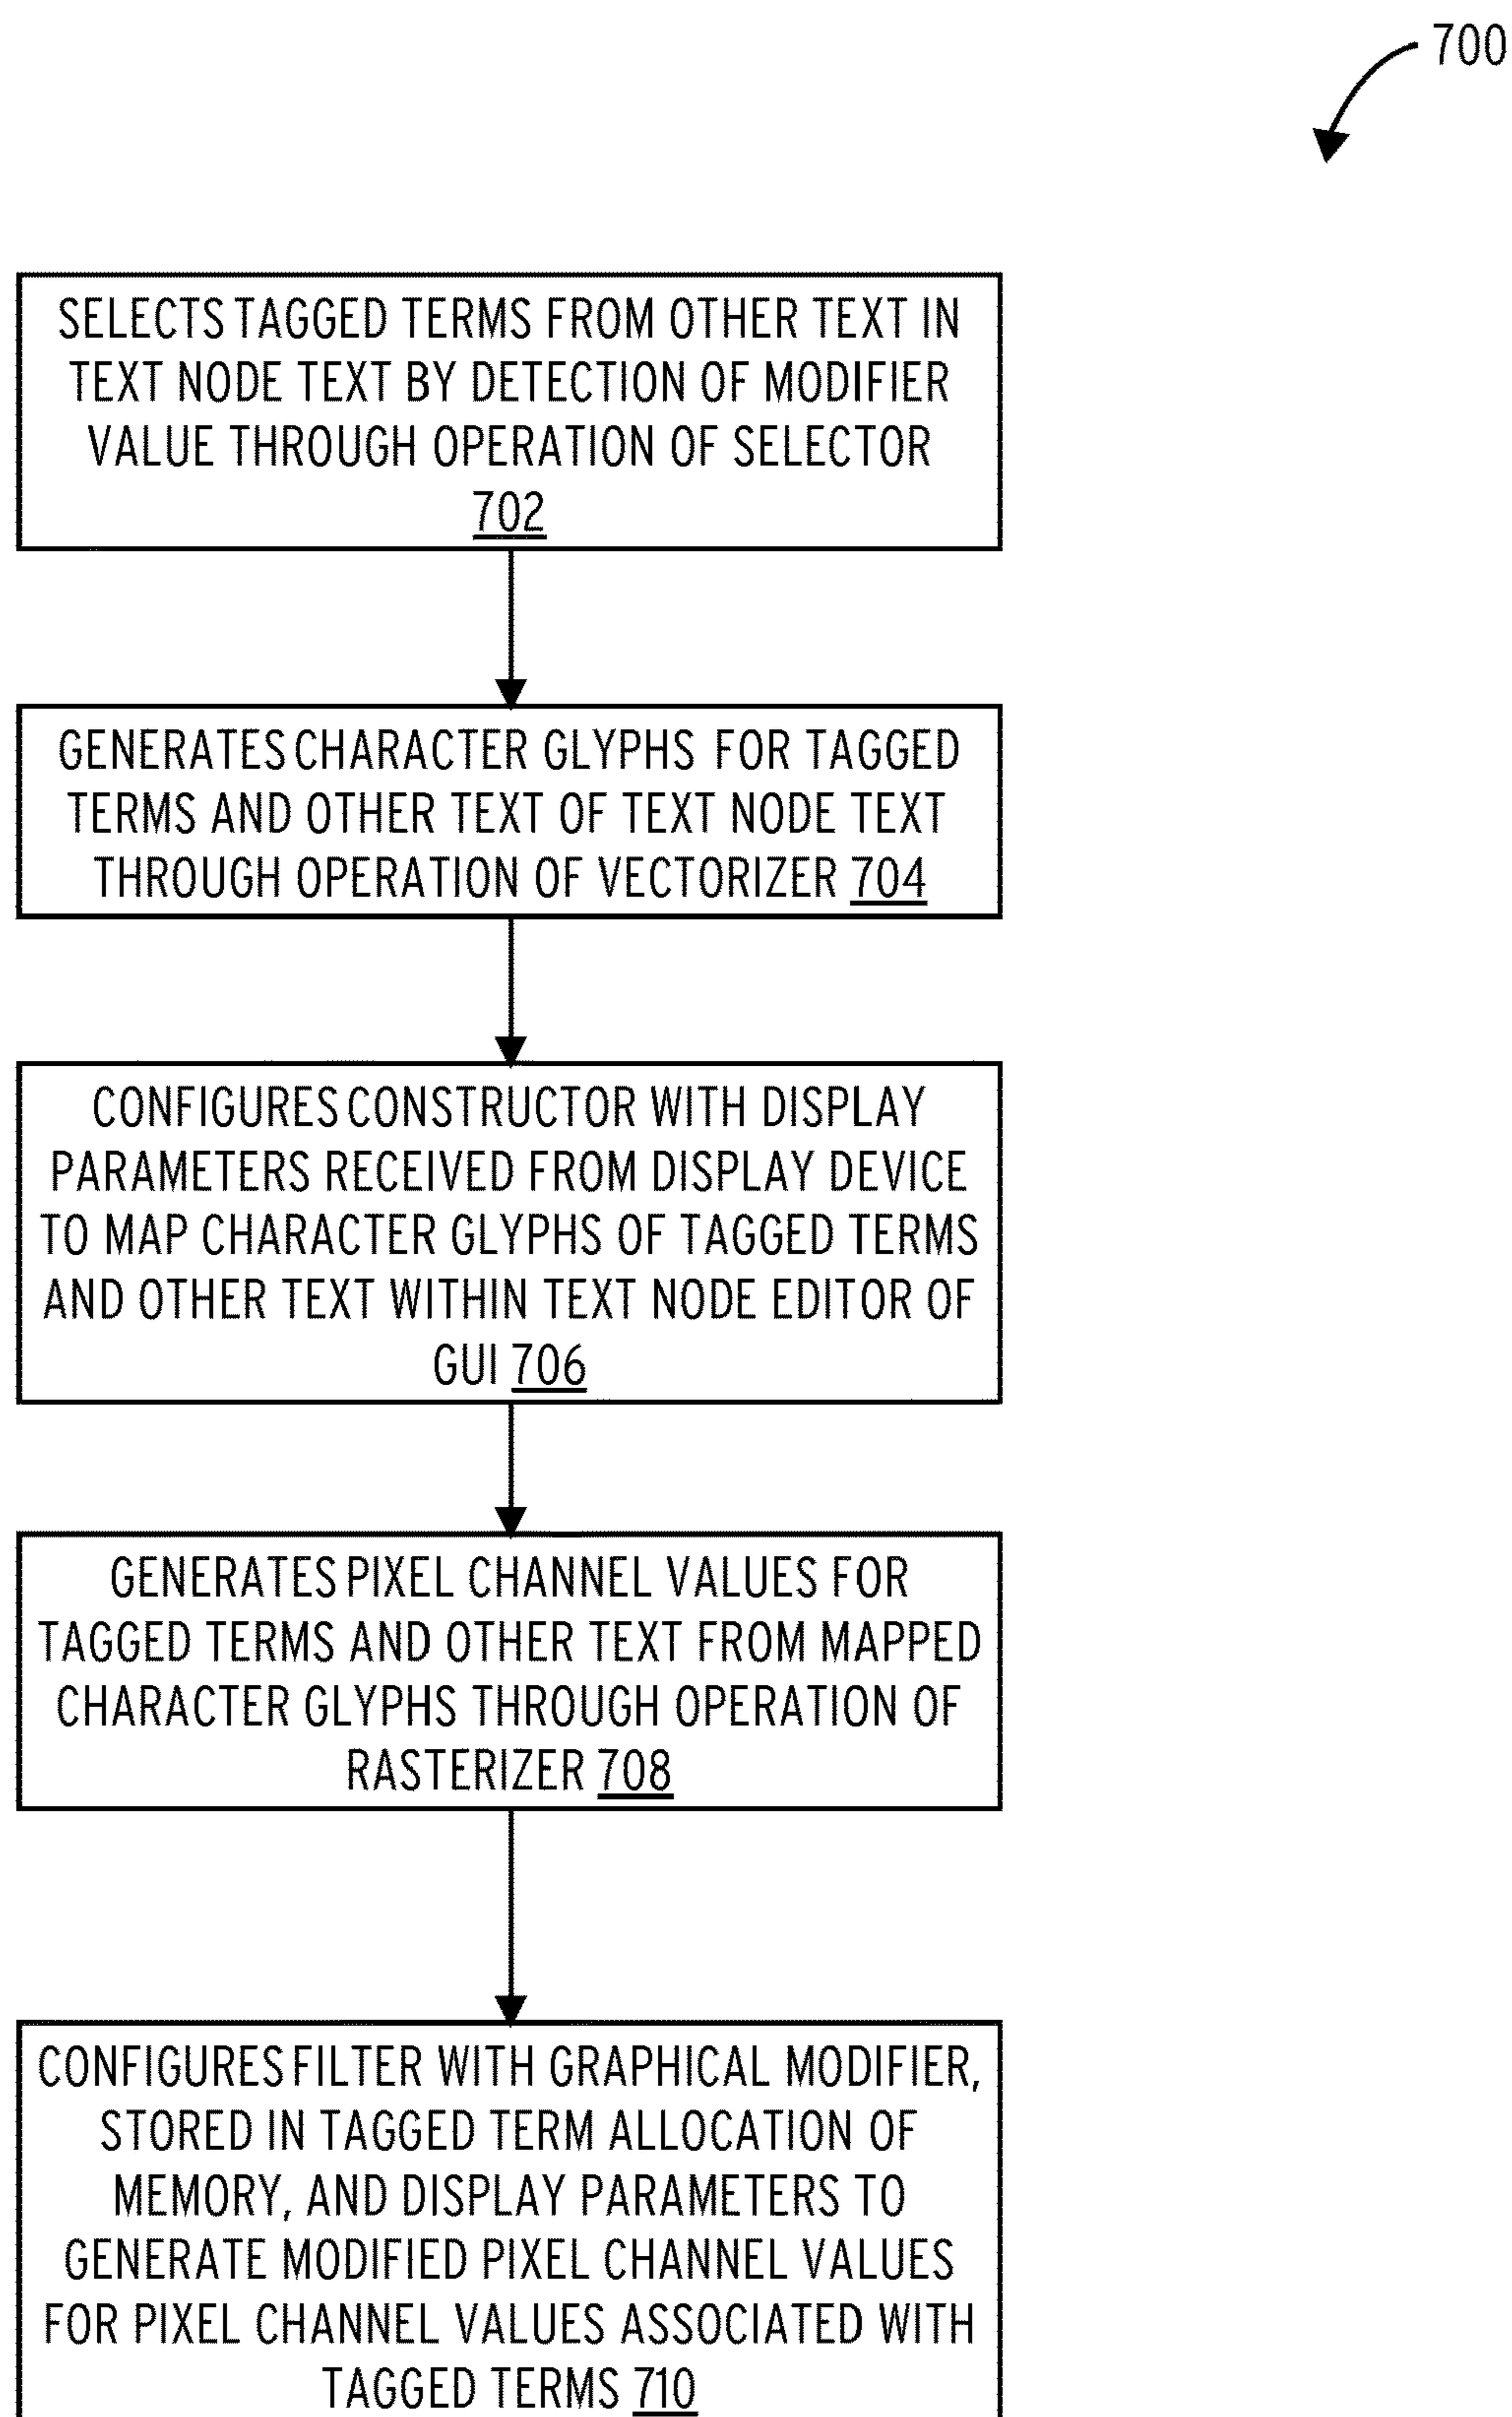 700
SELECTS TAGGED TERMS FROM OTHER TEXT IN
TEXT NODE TEXT BY DETECTION OF MODIFIER
VALUE THROUGH OPERATION OF SELECTOR
702
GENERATES CHARACTER GLYPHS FOR TAGGED
TERMS AND OTHER TEXT OF TEXT NODE TEXT
THROUGH OPERATION OF VECTORIZER 704
CONFIGURES CONSTRUCTOR WITH DISPLAY
PARAMETERS RECEIVED FROM DISPLAY DEVICE
TO MAP CHARACTER GLYPHS OF TAGGED TERMS
AND OTHER TEXT WITHIN TEXT NODE EDITOR OF
GUI 706
GENERATES PIXEL CHANNEL VALUES FOR
TAGGED TERMS AND OTHER TEXT FROM MAPPED
CHARACTER GLYPHS THROUGH OPERATION OF
RASTERIZER 708
CONFIGURES FILTER WITH GRAPHICAL MODIFIER,
STORED IN TAGGED TERM ALLOCATION OF
MEMORY, AND DISPLAY PARAMETERS TO
GENERATE MODIFIED PIXEL CHANNEL VALUES
FOR PIXEL CHANNEL VALUES ASSOCIATED WITH
TAGGED TERMS 710